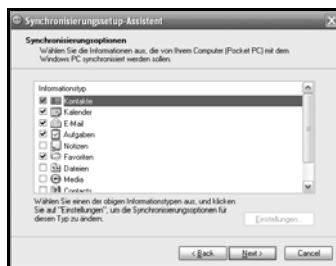 Synchronisierungssetup-Assistent
Synchronisierungsoptionen
Wählen Sie die Informationen aus, die von Ihrem Computer (Pocket PC) mit dem
Windows PC synchronisiert werden sollen.
Informationstyp
Kontakte
Kalender
E-Mail
Aufgaben
Notizen
Favoriten
Dateien
Media
Contacts
Wählen Sie einen der obigen Informationstypen aus, und klicken
Sie auf "Einstellungen", um die Synchronisierungsoptionen für
diesen Typ zu ändern.
Einstellungen...
< Back
Next >
Cancel